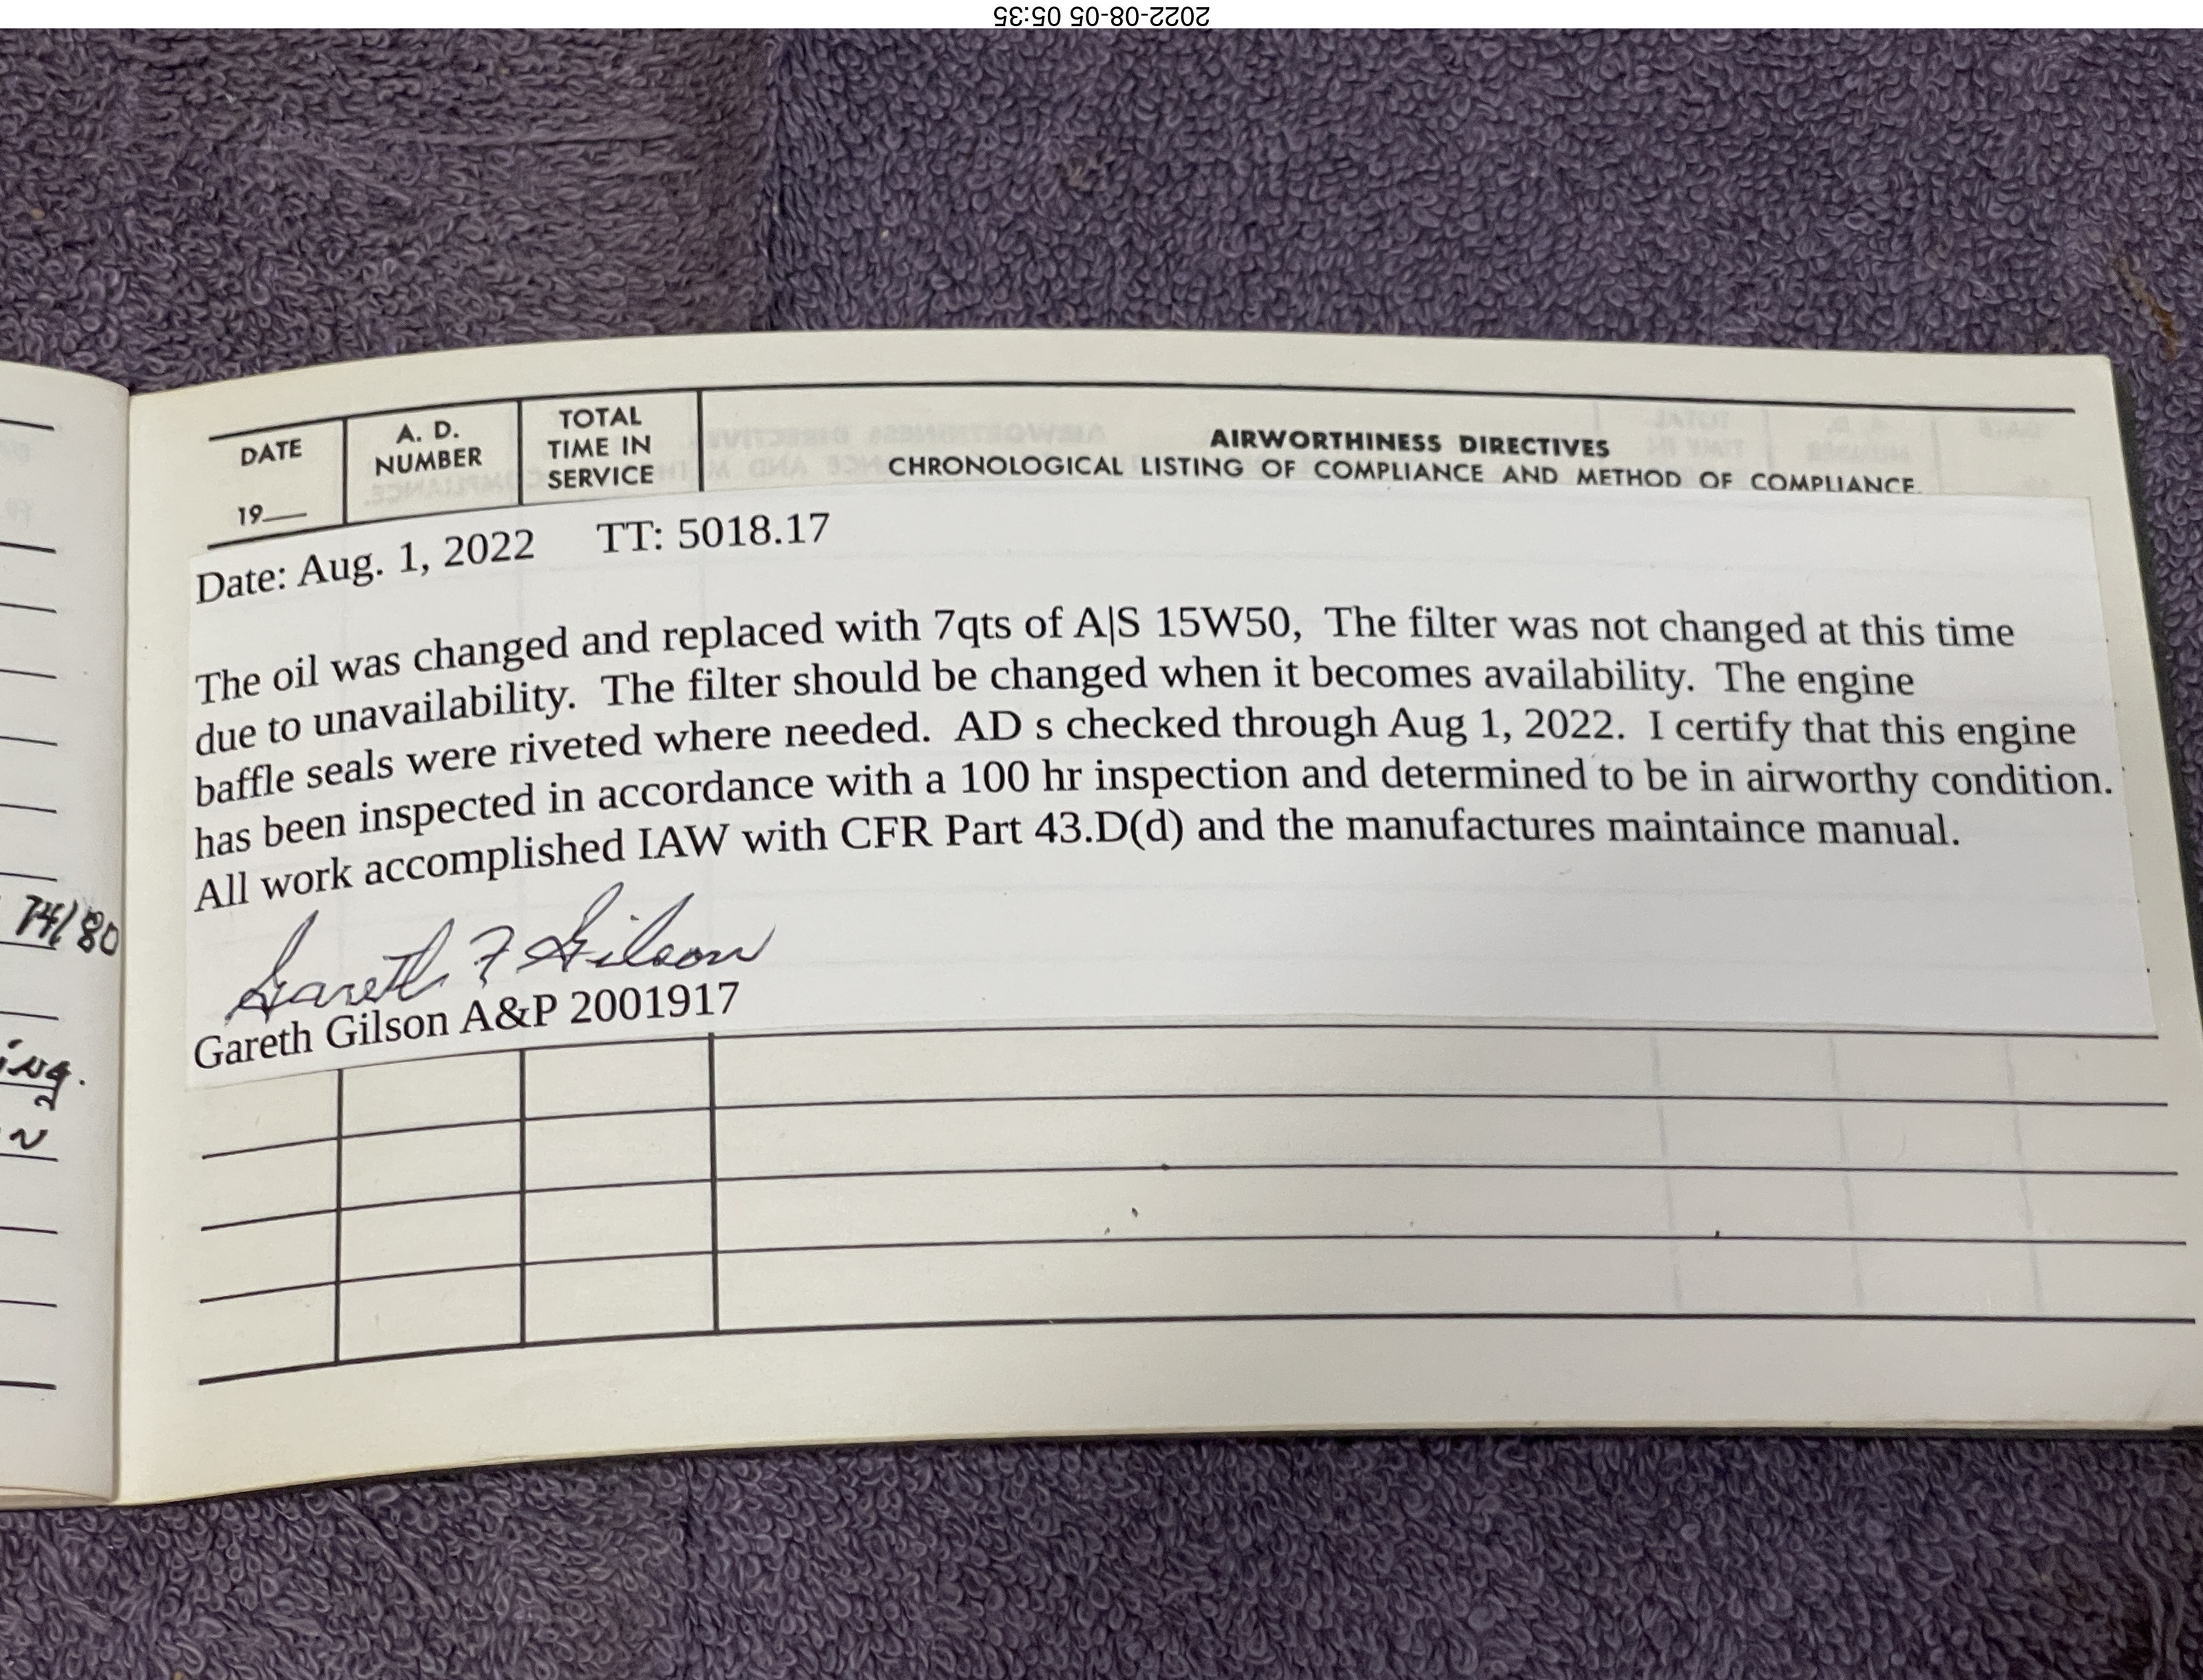 2022-08-05 05:35
DATE
19
A. D.
NUMBER
TOTAL
TIME IN
SERVICE
AIRWORTHINESS DIRECTIVES
CHRONOLOGICAL LISTING OF COMPLIANCE AND METHOD OF COMPLIANCE.
Date: Aug. 1, 2022 TT: 5018.17
The oil was changed and replaced with 7qts of A|S 15W50, The filter was not changed at this time
due to unavailability. The filter should be changed when it becomes availability. The engine
baffle seals were riveted where needed. AD s checked through Aug 1, 2022. I certify that this engine
has been inspected in accordance with a 100 hr inspection and determined to be in airworthy condition.
All work accomplished IAW with CFR Part 43.D(d) and the manufactures maintaince manual.
Gareth F Gilson
Gareth Gilson A&P 2001917
74/80